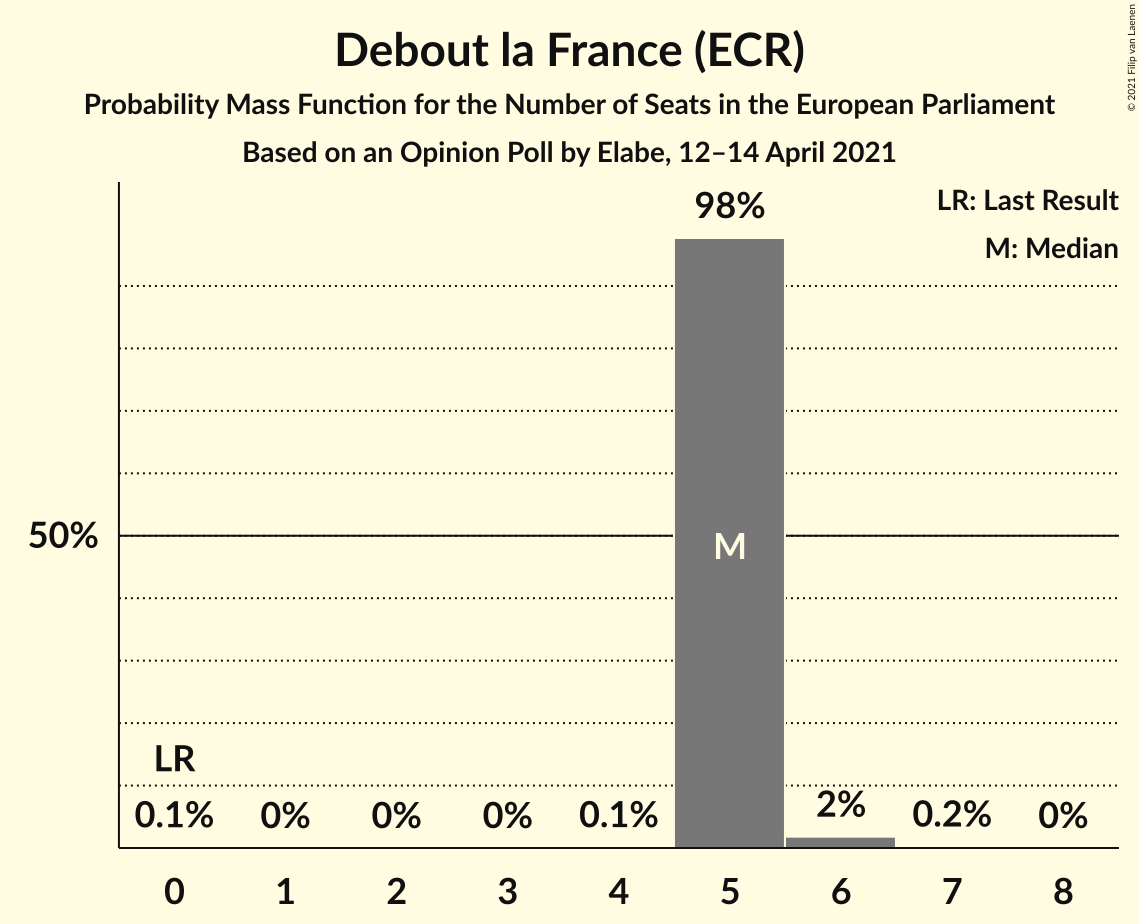 Debout la France (ECR)
Probability Mass Function for the Number of Seats in the European Parliament
Based on an Opinion Poll by Elabe, 12–14 April 2021
© 2021 Filip van Laenen
LR: Last Result
M: Median
98%
50%
M
LR
0.1% 0% 0% 0% 0.1% 2% 0.2% 0%
0 1 2 3 4 5 6 7 8